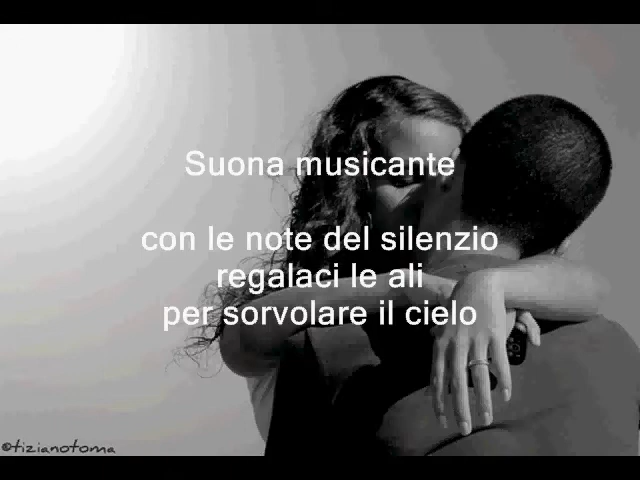 Suona musicante
con le note del silenzio
regalaci le ali
per sorvolare il cielo
©tizianotoma